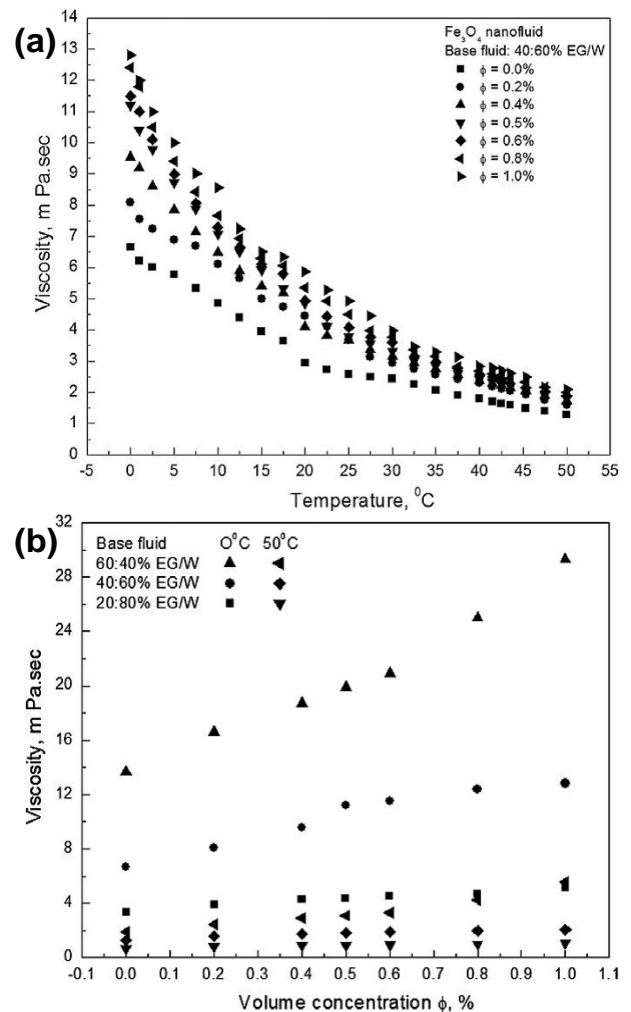 (a)
14
13
12
11
10
9
8
7
6
5
4
3
2
1
0
Viscosity, m Pa.sec
Fe3O4 nanofluid
Base fluid: 40:60% EG/W
ϕ = 0.0%
ϕ = 0.2%
ϕ = 0.4%
ϕ = 0.5%
ϕ = 0.6%
ϕ = 0.8%
ϕ = 1.0%
-5 0 5 10 15 20 25 30 35 40 45 50 55
Temperature, ⁰C
(b)
32
28
24
20
16
12
8
4
0
Viscosity, m Pa.sec
Base fluid O⁰C 50⁰C
60:40% EG/W
40:60% EG/W
20:80% EG/W
-0.1 0.0 0.1 0.2 0.3 0.4 0.5 0.6 0.7 0.8 0.9 1.0 1.1
Volume concentration ϕ, %